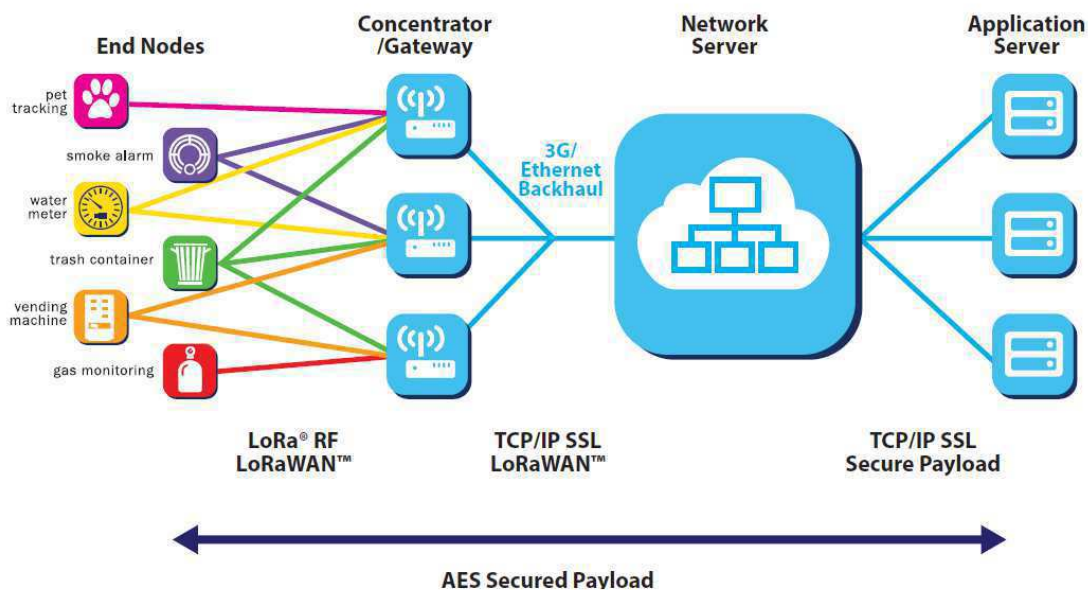 End Nodes
Concentrator
/Gateway
Network
Server
Application
Server
pet
tracking
smoke alarm
water
meter
trash container
vending
machine
gas monitoring
3G/
Ethernet
Backhaul
LoRa® RF
LoRaWAN™
TCP/IP SSL
LoRaWAN™
TCP/IP SSL
Secure Payload
AES Secured Payload